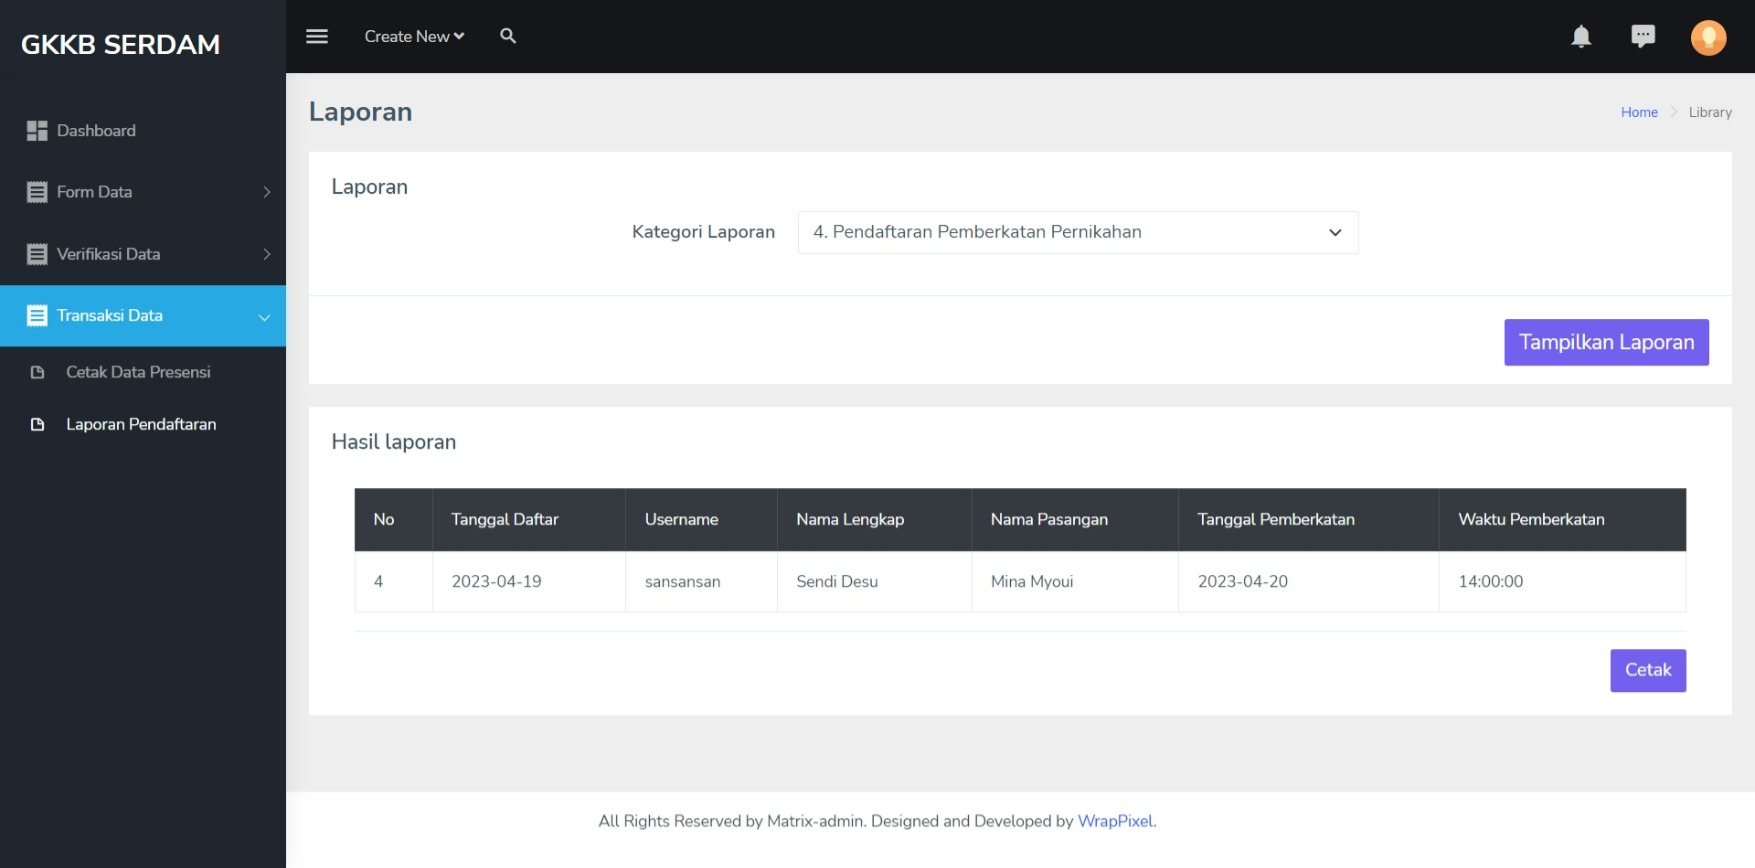 GKKB SERDAM
Create New
Dashboard
Form Data
Verifikasi Data
Transaksi Data
Cetak Data Presensi
Laporan Pendaftaran
Laporan
Home Library
Laporan
Kategori Laporan 4. Pendaftaran Pemberkatan Pernikahan
Tampilkan Laporan
Hasil laporan
No Tanggal Daftar Username Nama Lengkap Nama Pasangan Tanggal Pemberkatan Waktu Pemberkatan
4 2023-04-19 sansansan Sendi Desu Mina Myoui 2023-04-20 14:00:00
Cetak
All Rights Reserved by Matrix-admin. Designed and Developed by WrapPixel.